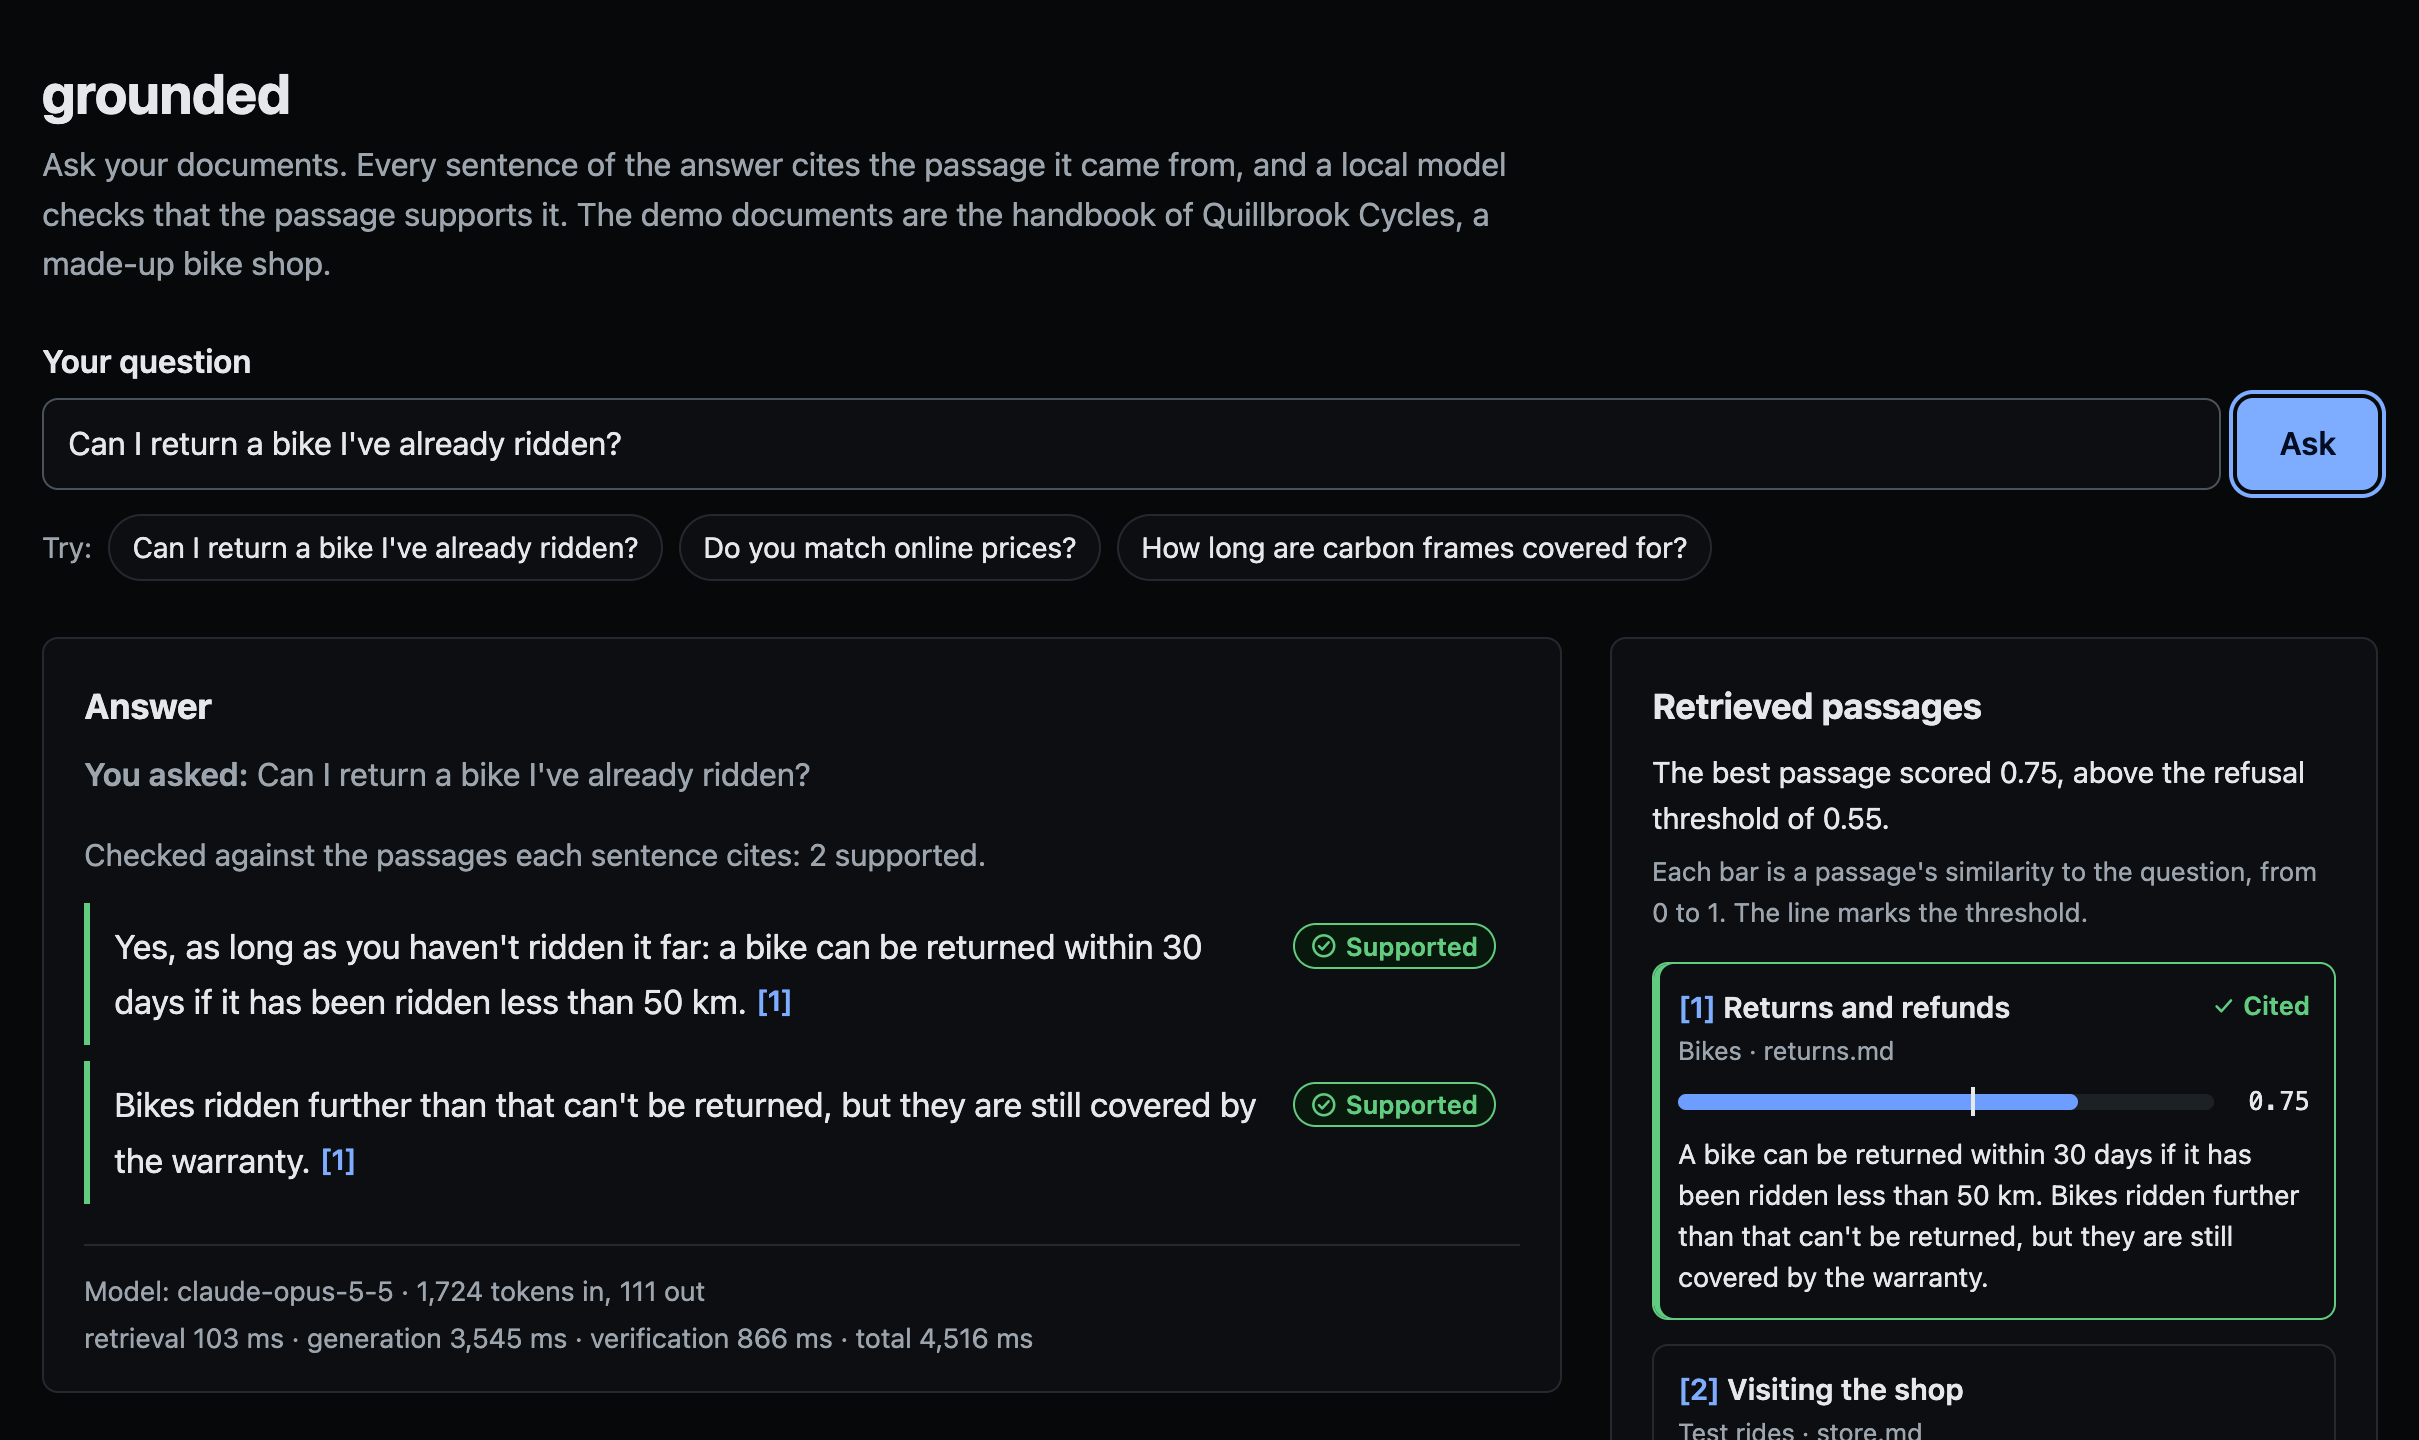 grounded
Ask your documents. Every sentence of the answer cites the passage it came from, and a local model
checks that the passage supports it. The demo documents are the handbook of Quillbrook Cycles, a
made-up bike shop.
Your question
Can I return a bike I've already ridden?
Ask
Try:
Can I return a bike I've already ridden?
Do you match online prices?
How long are carbon frames covered for?
Answer
You asked: Can I return a bike I've already ridden?
Checked against the passages each sentence cites: 2 supported.
Yes, as long as you haven't ridden it far: a bike can be returned within 30
days if it has been ridden less than 50 km. [1]
Supported
Bikes ridden further than that can't be returned, but they are still covered by
the warranty. [1]
Supported
Model: claude-opus-5-5 · 1,724 tokens in, 111 out
retrieval 103 ms · generation 3,545 ms · verification 866 ms · total 4,516 ms
Retrieved passages
The best passage scored 0.75, above the refusal
threshold of 0.55.
Each bar is a passage's similarity to the question, from
0 to 1. The line marks the threshold.
[1] Returns and refunds
Cited
Bikes · returns.md
0.75
A bike can be returned within 30 days if it has
been ridden less than 50 km. Bikes ridden further
than that can't be returned, but they are still
covered by the warranty.
[2] Visiting the shop
Test rides · store.md